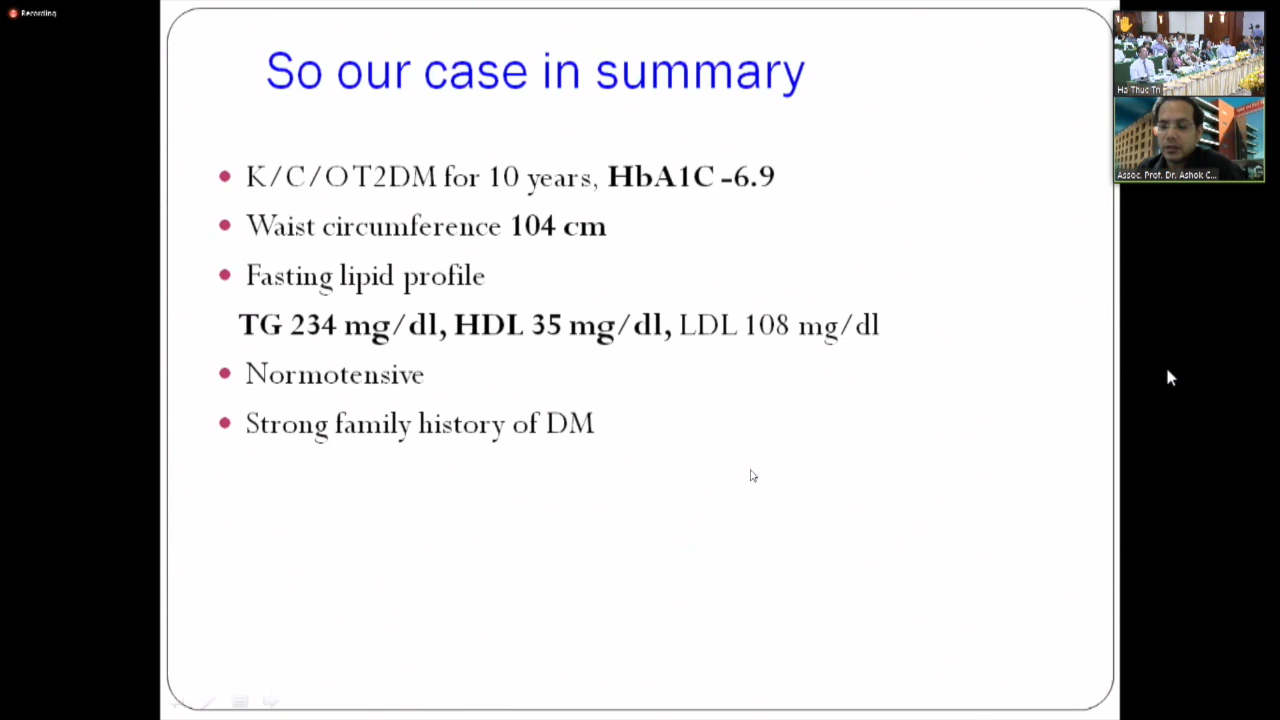 Recording
So our case in summary
Ha Thuc Tri
Assoc. Prof. Dr. Ashok C...
• K/C/O T2DM for 10 years, HbA1C -6.9
• Waist circumference 104 cm
• Fasting lipid profile
TG 234 mg/dl, HDL 35 mg/dl, LDL 108 mg/dl
• Normotensive
• Strong family history of DM